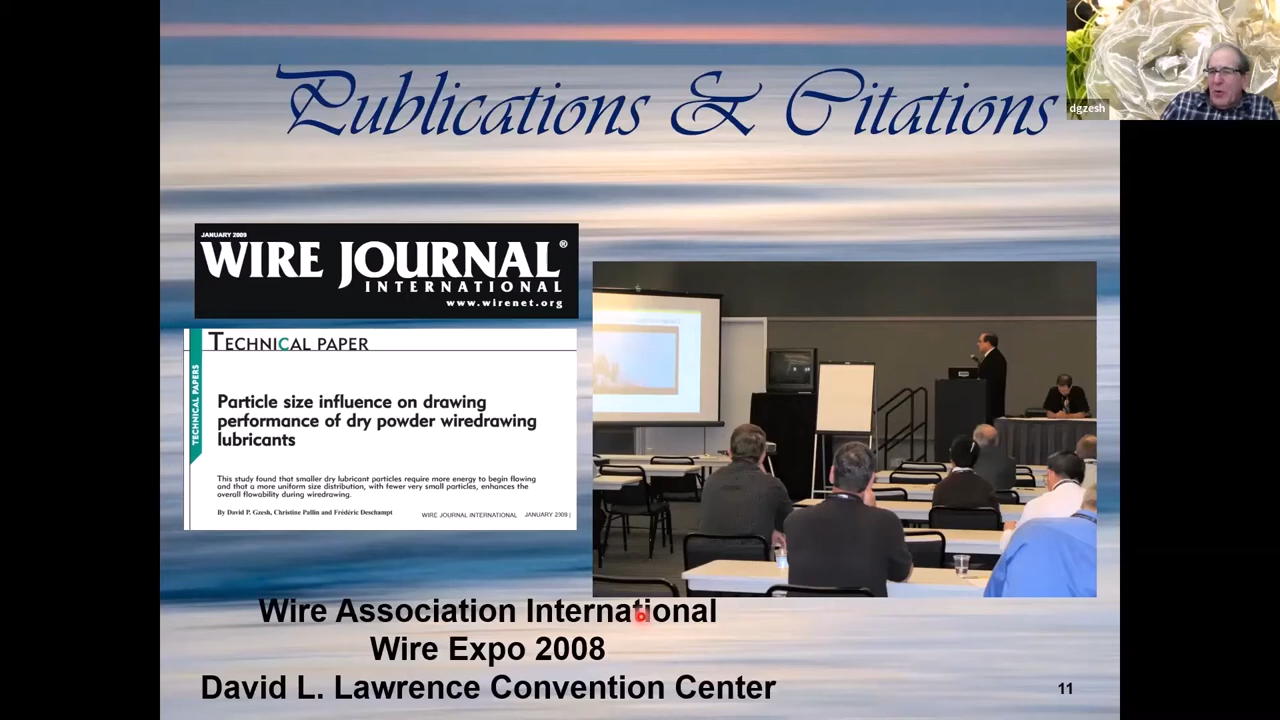 Publications & Citations
dgzesh
JANUARY 2009
WIRE JOURNAL®
INTERNATIONAL
www.wirenet.org
TECHNICAL PAPER
TECHNICAL PAPERS
Particle size influence on drawing
performance of dry powder wiredrawing
lubricants
This study found that smaller dry lubricant particles require more energy to begin flowing
and that a more uniform size distribution, with fewer very small particles, enhances the
overall flowability during wiredrawing.
By David P. Gzesh, Christine Pallin and Frédéric Deschampt
WIRE JOURNAL INTERNATIONAL JANUARY 2009 |
Wire Association International
Wire Expo 2008
David L. Lawrence Convention Center
11